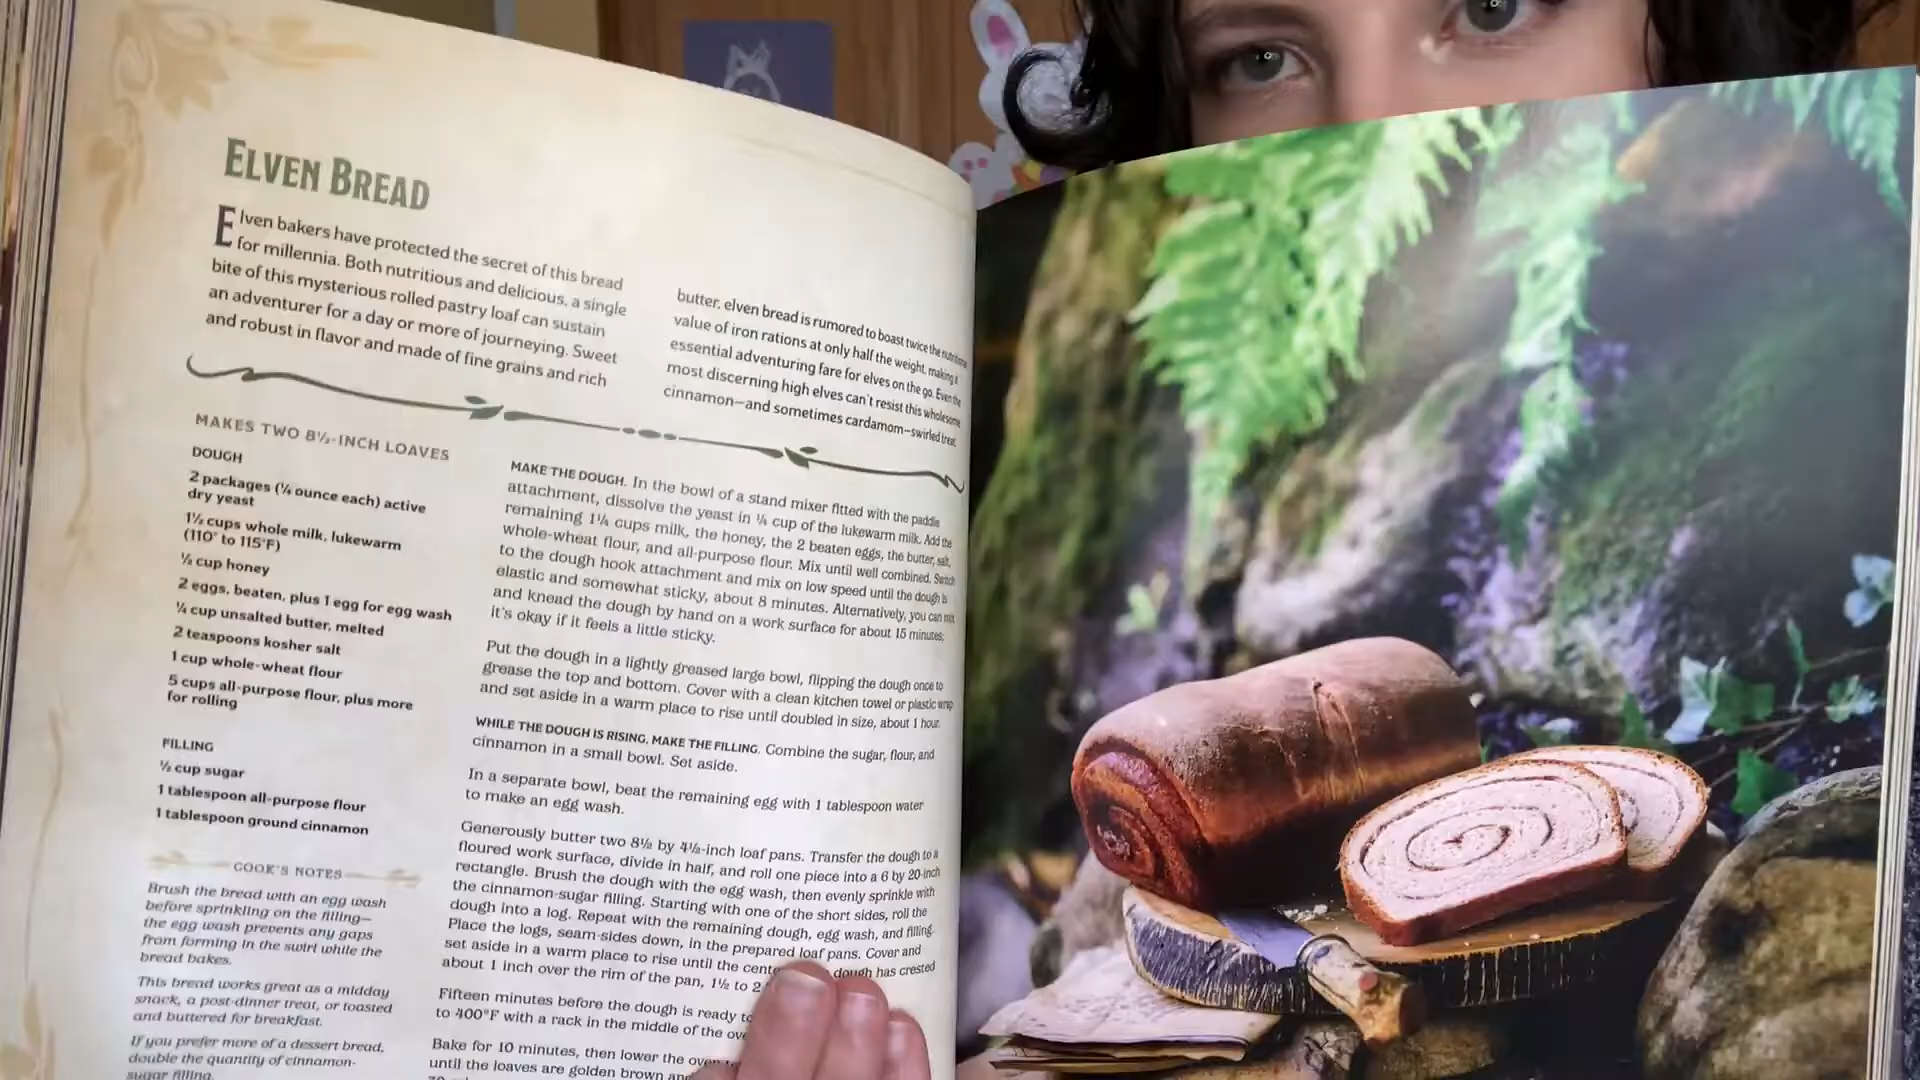 ELVEN BREAD
Elven bakers have protected the secret of this bread
for millennia. Both nutritious and delicious, a single
bite of this mysterious rolled pastry loaf can sustain
an adventurer for a day or more of journeying. Sweet
and robust in flavor and made of fine grains and rich
butter, elven bread is rumored to boast twice the nutritional
value of iron rations at only half the weight, making it
essential adventuring fare for elves on the go. Even the
most discerning high elves can't resist this wholesome
cinnamon—and sometimes cardamom—swirled treat.
MAKES TWO 8½-INCH LOAVES
DOUGH
2 packages (¼ ounce each) active
dry yeast
1½ cups whole milk, lukewarm
(110° to 115°F)
cup honey
2 eggs, beaten, plus 1 egg for egg wash
¼ cup unsalted butter, melted
2 teaspoons kosher salt
1 cup whole-wheat flour
5 cups all-purpose flour, plus more
for rolling
FILLING
cup sugar
1 tablespoon all-purpose flour
1 tablespoon ground cinnamon
COOK'S NOTES
Brush the bread with an egg wash
before sprinkling on the filling—
the egg wash prevents any gaps
from forming in the swirl while the
bread bakes.
This bread works great as a midday
snack, a post-dinner treat, or toasted
and buttered for breakfast.
If you prefer more of a dessert bread,
double the quantity of cinnamon-
sugar filling.
MAKE THE DOUGH. In the bowl of a stand mixer fitted with the paddle
attachment, dissolve the yeast in ¼ cup of the lukewarm milk. Add the
remaining 1¼ cups milk, the honey, the 2 beaten eggs, the butter, salt,
whole-wheat flour, and all-purpose flour. Mix until well combined. Switch
to the dough hook attachment and mix on low speed until the dough is
elastic and somewhat sticky, about 8 minutes. Alternatively, you can mix
and knead the dough by hand on a work surface for about 15 minutes;
it's okay if it feels a little sticky.
Put the dough in a lightly greased large bowl, flipping the dough once to
grease the top and bottom. Cover with a clean kitchen towel or plastic wrap
and set aside in a warm place to rise until doubled in size, about 1 hour.
WHILE THE DOUGH IS RISING, MAKE THE FILLING. Combine the sugar, flour, and
cinnamon in a small bowl. Set aside.
In a separate bowl, beat the remaining egg with 1 tablespoon water
to make an egg wash.
Generously butter two 8½ by 4½-inch loaf pans. Transfer the dough to a
floured work surface, divide in half, and roll one piece into a 6 by 20-inch
rectangle. Brush the dough with the egg wash, then evenly sprinkle with
the cinnamon-sugar filling. Starting with one of the short sides, roll the
dough into a log. Repeat with the remaining dough, egg wash, and filling.
Place the logs, seam-sides down, in the prepared loaf pans. Cover and
set aside in a warm place to rise until the dough has crested
about 1 inch over the rim of the pan, 1½ to 2
Fifteen minutes before the dough is ready to
to 400°F with a rack in the middle of the
Bake for 10 minutes, then lower the
until the loaves are golden brown